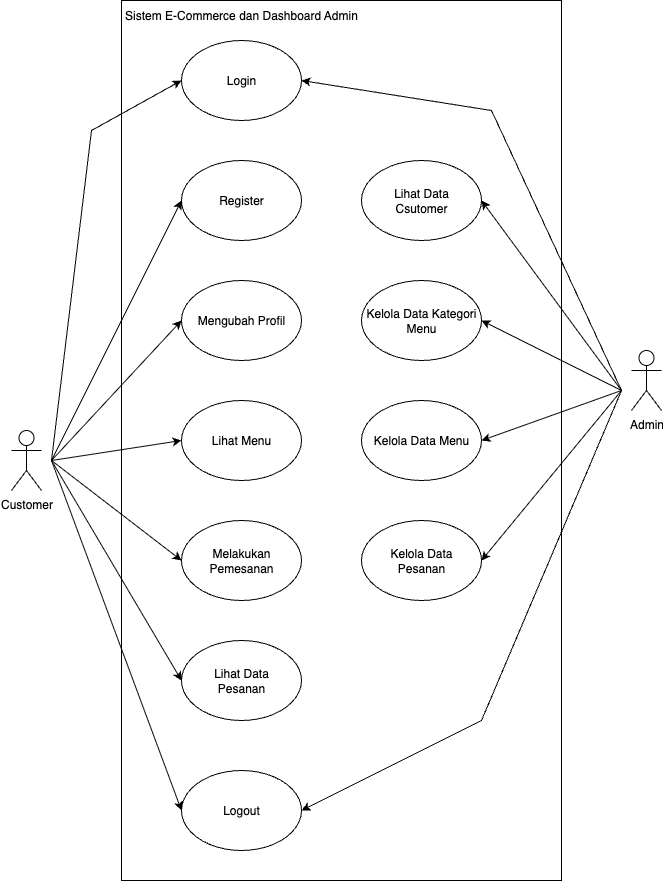 Sistem E-Commerce dan Dashboard Admin
Login
Register
Lihat Data
Csutomer
Mengubah Profil
Kelola Data Kategori
Menu
Admin
Lihat Menu
Kelola Data Menu
Customer
Melakukan
Pemesanan
Kelola Data
Pesanan
Lihat Data
Pesanan
Logout